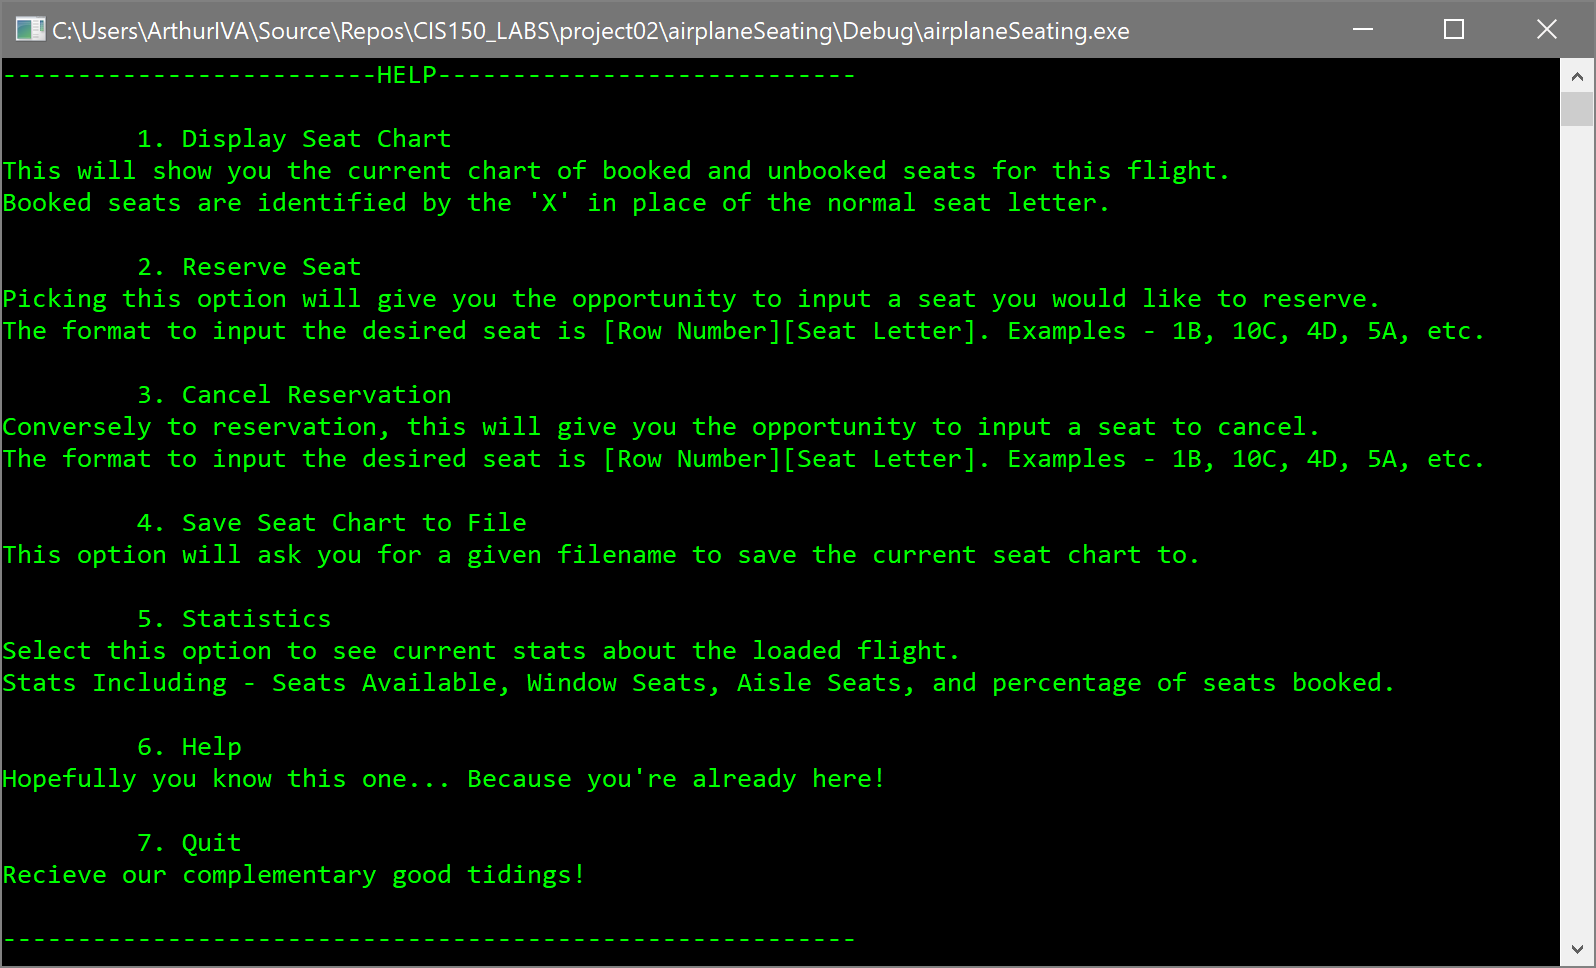 C:\Users\ArthurIVA\Source\Repos\CIS150_LABS\project02\airplaneSeating\Debug\airplaneSeating.exe
-------------------------HELP----------------------------
1. Display Seat Chart
This will show you the current chart of booked and unbooked seats for this flight.
Booked seats are identified by the 'X' in place of the normal seat letter.
2. Reserve Seat
Picking this option will give you the opportunity to input a seat you would like to reserve.
The format to input the desired seat is [Row Number][Seat Letter]. Examples - 1B, 10C, 4D, 5A, etc.
3. Cancel Reservation
Conversely to reservation, this will give you the opportunity to input a seat to cancel.
The format to input the desired seat is [Row Number][Seat Letter]. Examples - 1B, 10C, 4D, 5A, etc.
4. Save Seat Chart to File
This option will ask you for a given filename to save the current seat chart to.
5. Statistics
Select this option to see current stats about the loaded flight.
Stats Including - Seats Available, Window Seats, Aisle Seats, and percentage of seats booked.
6. Help
Hopefully you know this one... Because you're already here!
7. Quit
Recieve our complementary good tidings!
---------------------------------------------------------